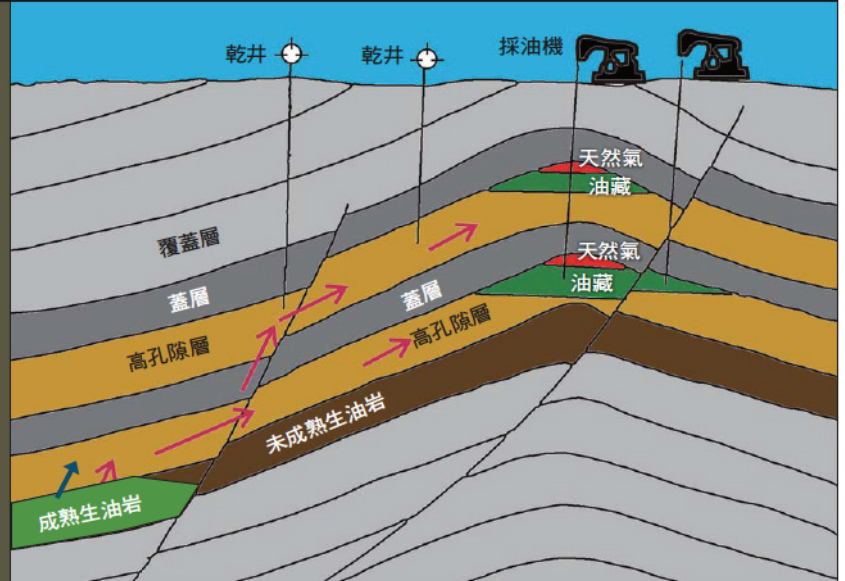 乾井
乾井
採油機
天然氣
油藏
覆蓋層
天然氣
油藏
蓋層
蓋層
高孔隙層
高孔隙層
未成熟生油岩
成熟生油岩